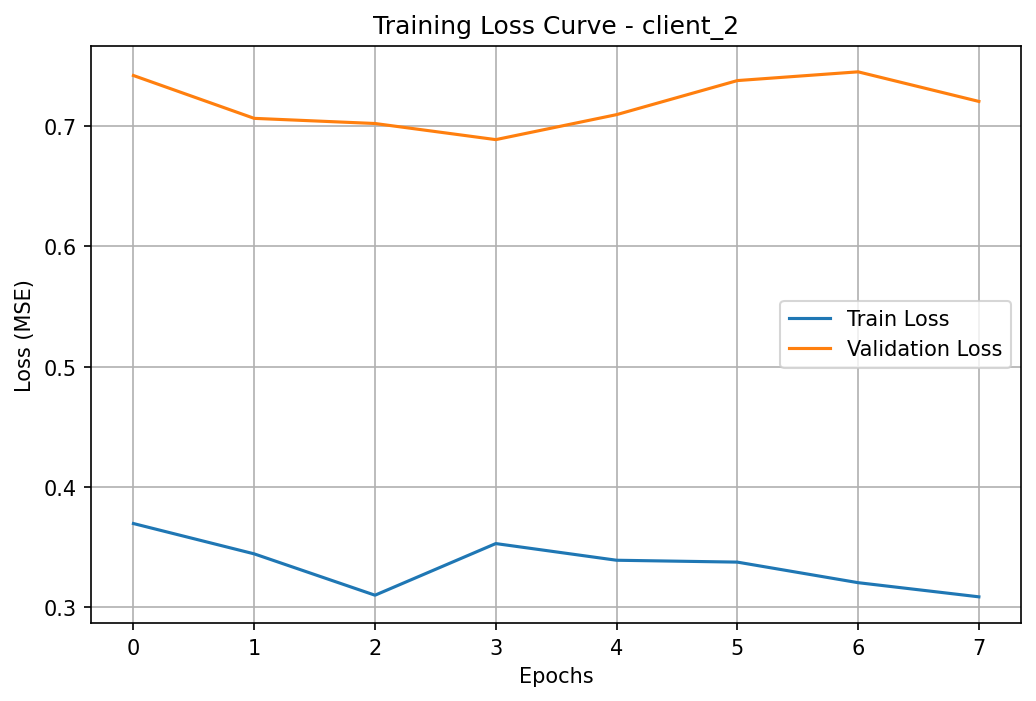 Training Loss Curve - client_2
Loss (MSE)
0.7
0.6
0.5
0.4
0.3
Train Loss
Validation Loss
0 1 2 3 4 5 6 7
Epochs